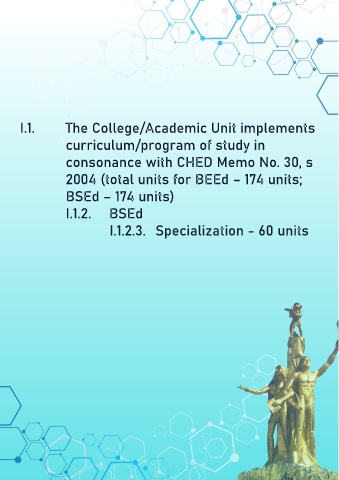 I.1. The College/Academic Unit implements
curriculum/program of study in
consonance with CHED Memo No. 30, s
2004 (total units for BEEd – 174 units;
BSEd – 174 units)
I.1.2. BSEd
I.1.2.3. Specialization - 60 units